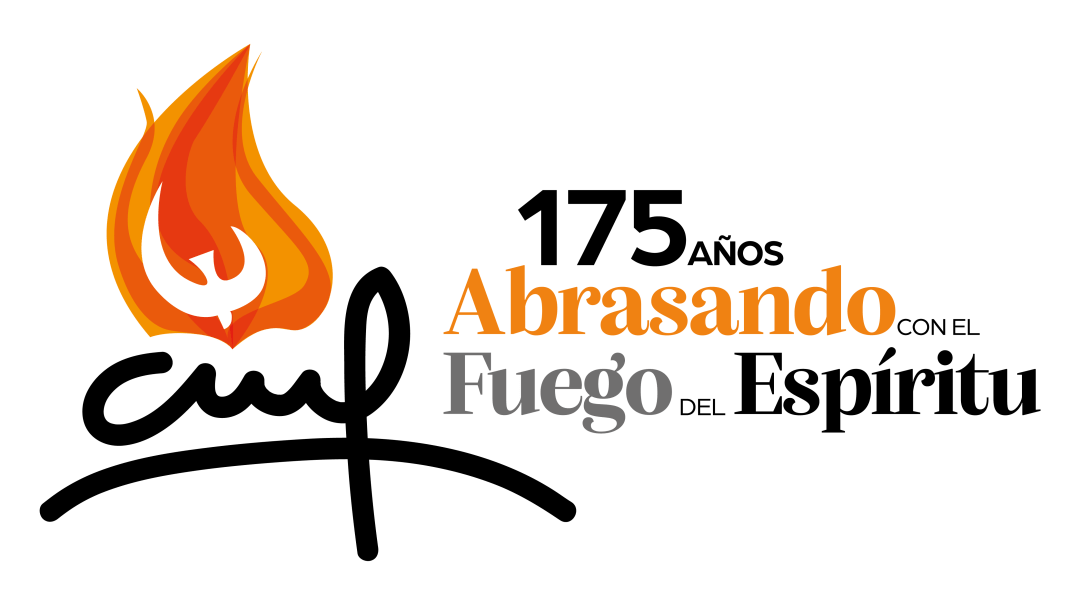 cmf
175 AÑOS
Abrasando CON EL
Fuego DEL Espíritu